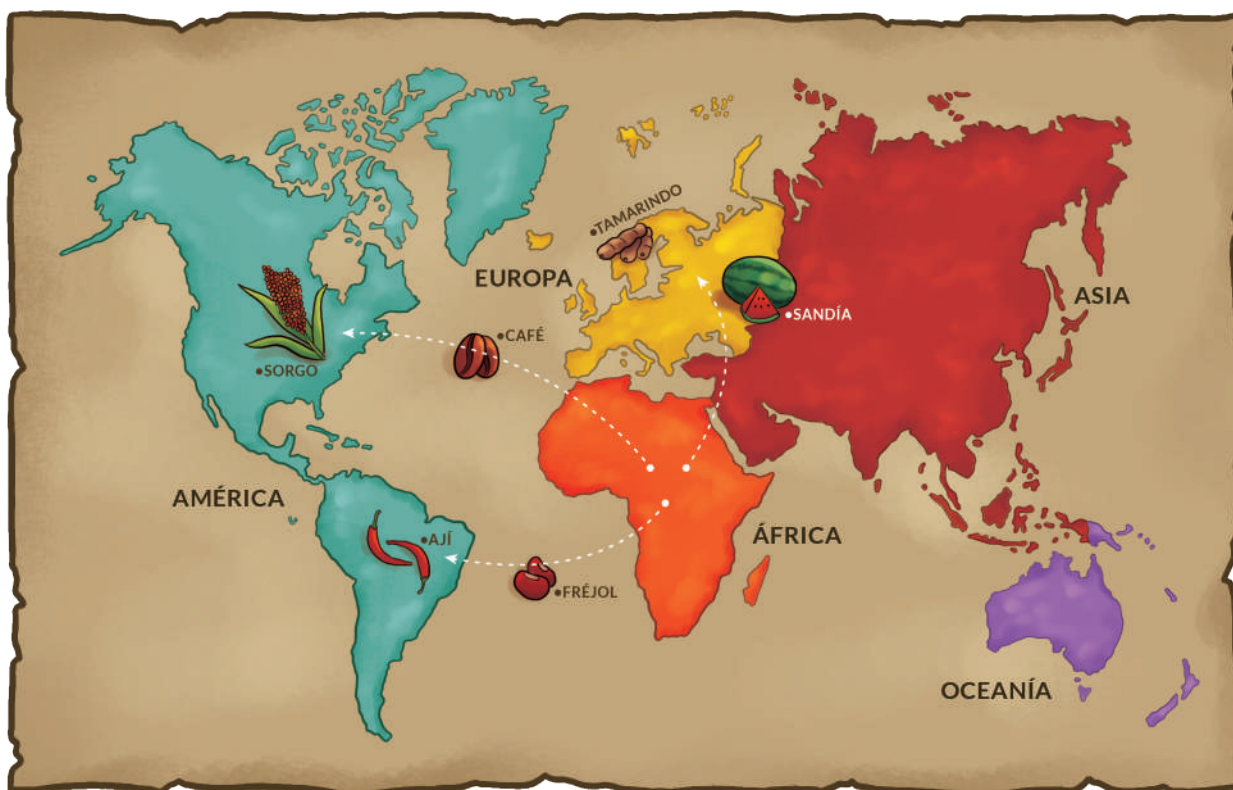 TAMARINDO
EUROPA
ASIA
SANDÍA
CAFÉ
SORGO
AMÉRICA
AJÍ
ÁFRICA
FRÉJOL
OCEANÍA